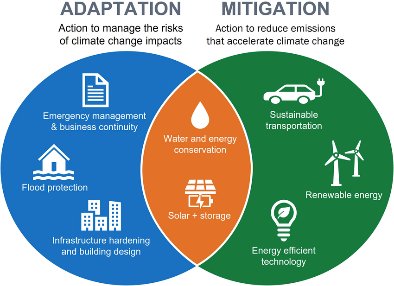 ADAPTATION
Action to manage the risks
of climate change impacts
MITIGATION
Action to reduce emissions
that accelerate climate change
Emergency management
& business continuity
Flood protection
Infrastructure hardening
and building design
Water and energy
conservation
Solar + storage
Sustainable
transportation
Renewable energy
Energy efficient
technology